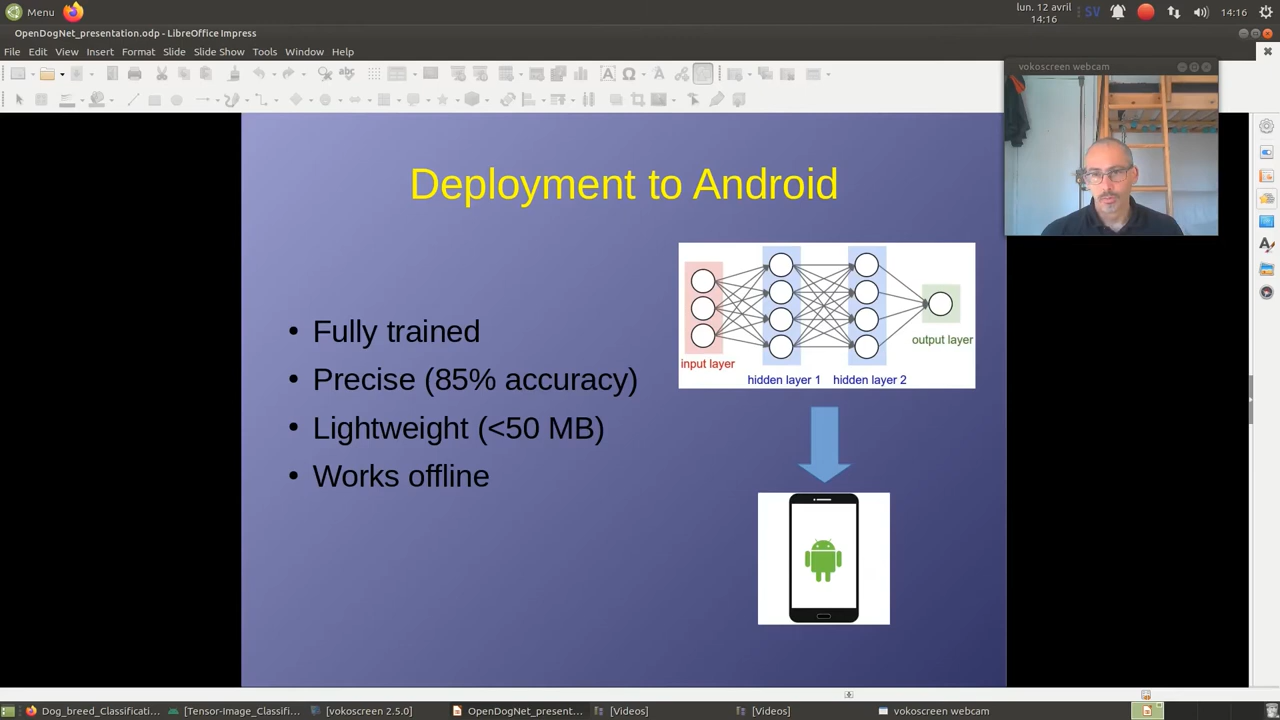 Menu
lun. 12 avril
14:16
SV
14:16
OpenDogNet_presentation.odp - LibreOffice Impress
File Edit View Insert Format Slide Slide Show Tools Window Help
vokoscreen webcam
Deployment to Android
• Fully trained
• Precise (85% accuracy)
• Lightweight (<50 MB)
• Works offline
input layer
hidden layer 1
hidden layer 2
output layer
Dog_breed_Classificati...
[Tensor-Image_Classifi...
[vokoscreen 2.5.0]
OpenDogNet_present...
[Videos]
[Videos]
vokoscreen webcam